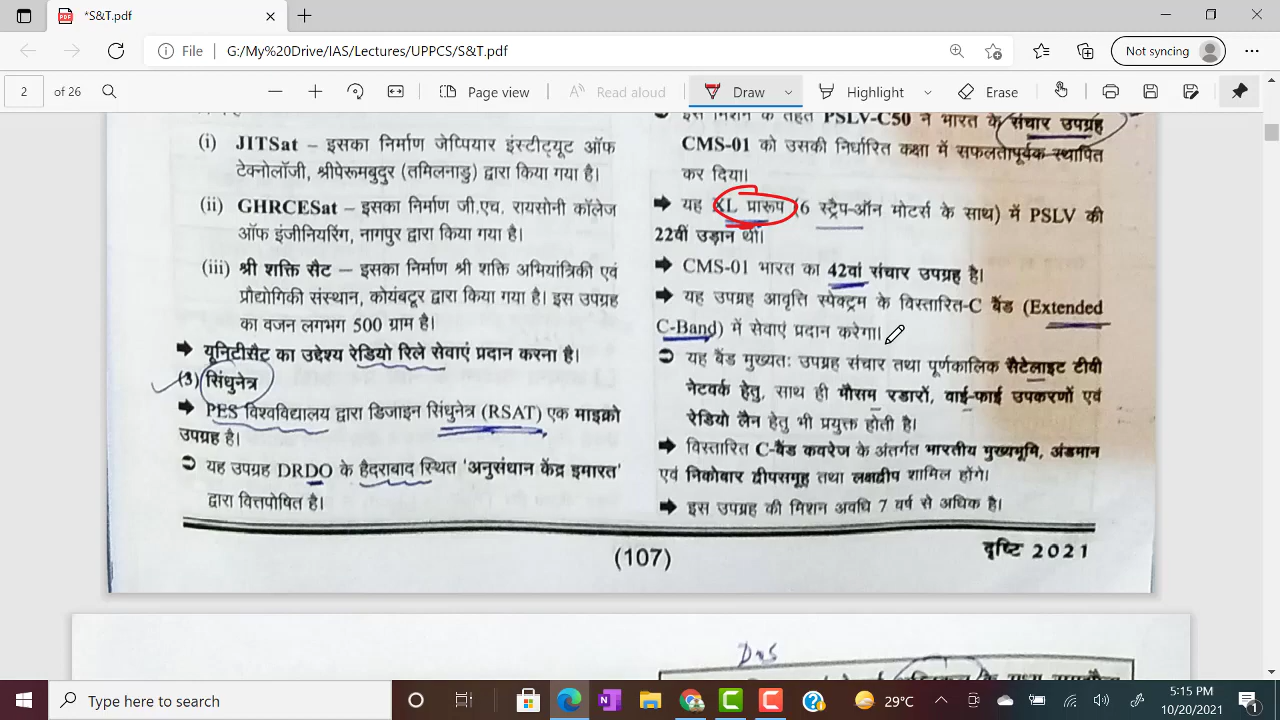 *S&T.pdf
File
G:/My%20Drive/IAS/Lectures/UPPCS/S&T.pdf
Not syncing
2 of 26
Page view
Read aloud
Draw
Highlight
Erase
(i) JITSat – इसका निर्माण जेप्पियार इंस्टीट्यूट ऑफ
टेक्नोलॉजी, श्रीपेरूमबुदुर (तमिलनाडु) द्वारा किया गया है।
(ii) GHRCESat – इसका निर्माण जी.एच. रायसोनी कॉलेज
ऑफ इंजीनियरिंग, नागपुर द्वारा किया गया है।
(iii) श्री शक्ति सैट – इसका निर्माण श्री शक्ति अभियांत्रिकी एवं
प्रौद्योगिकी संस्थान, कोयंबटूर द्वारा किया गया है। इस उपग्रह
का वजन लगभग 500 ग्राम है।
➡ यूनिटीसैट का उद्देश्य रेडियो रिले सेवाएं प्रदान करना है।
(3) सिंधुनेत्र
➡ PES विश्वविद्यालय द्वारा डिजाइन सिंधुनेत्र (RSAT) एक माइक्रो
उपग्रह है।
⮊ यह उपग्रह DRDO के हैदराबाद स्थित 'अनुसंधान केंद्र इमारत'
द्वारा वित्तपोषित है।
इस मिशन के तहत PSLV-C50 ने भारत के संचार उपग्रह
CMS-01 को उसकी निर्धारित कक्षा में सफलतापूर्वक स्थापित
कर दिया।
➡ यह XL प्रारूप (6 स्ट्रैप-ऑन मोटर्स के साथ) में PSLV की
22वीं उड़ान थी।
➡ CMS-01 भारत का 42वां संचार उपग्रह है।
➡ यह उपग्रह आवृत्ति स्पेक्ट्रम के विस्तारित-C बैंड (Extended
C-Band) में सेवाएं प्रदान करेगा।
⮊ यह बैंड मुख्यतः उपग्रह संचार तथा पूर्णकालिक सैटेलाइट टीवी
नेटवर्क हेतु, साथ ही मौसम रडारों, वाई-फाई उपकरणों एवं
रेडियो लैन हेतु भी प्रयुक्त होती है।
➡ विस्तारित C-बैंड कवरेज के अंतर्गत भारतीय मुख्यभूमि, अंडमान
एवं निकोबार द्वीपसमूह तथा लक्षद्वीप शामिल होंगे।
➡ इस उपग्रह की मिशन अवधि 7 वर्ष से अधिक है।
(107)
दृष्टि 2021
Type here to search
29°C
5:15 PM
10/20/2021